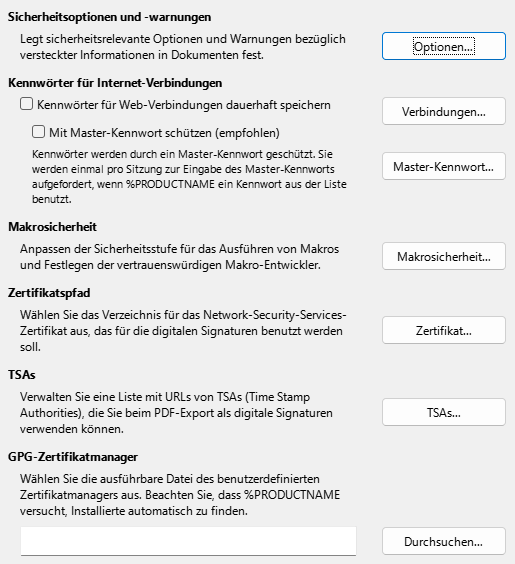 Sicherheitsoptionen und -warnungen
Legt sicherheitsrelevante Optionen und Warnungen bezüglich
versteckter Informationen in Dokumenten fest.
Optionen...
Kennwörter für Internet-Verbindungen
Kennwörter für Web-Verbindungen dauerhaft speichern
Verbindungen...
Mit Master-Kennwort schützen (empfohlen)
Kennwörter werden durch ein Master-Kennwort geschützt. Sie
werden einmal pro Sitzung zur Eingabe des Master-Kennworts
aufgefordert, wenn %PRODUCTNAME ein Kennwort aus der Liste
benutzt.
Master-Kennwort...
Makrosicherheit
Anpassen der Sicherheitsstufe für das Ausführen von Makros
und Festlegen der vertrauenswürdigen Makro-Entwickler.
Makrosicherheit...
Zertifikatspfad
Wählen Sie das Verzeichnis für das Network-Security-Services-
Zertifikat aus, das für die digitalen Signaturen benutzt werden
soll.
Zertifikat...
TSAs
Verwalten Sie eine Liste mit URLs von TSAs (Time Stamp
Authorities), die Sie beim PDF-Export als digitale Signaturen
verwenden können.
TSAs...
GPG-Zertifikatmanager
Wählen Sie die ausführbare Datei des benutzerdefinierten
Zertifikatmanagers aus. Beachten Sie, dass %PRODUCTNAME
versucht, Installierte automatisch zu finden.
Durchsuchen...